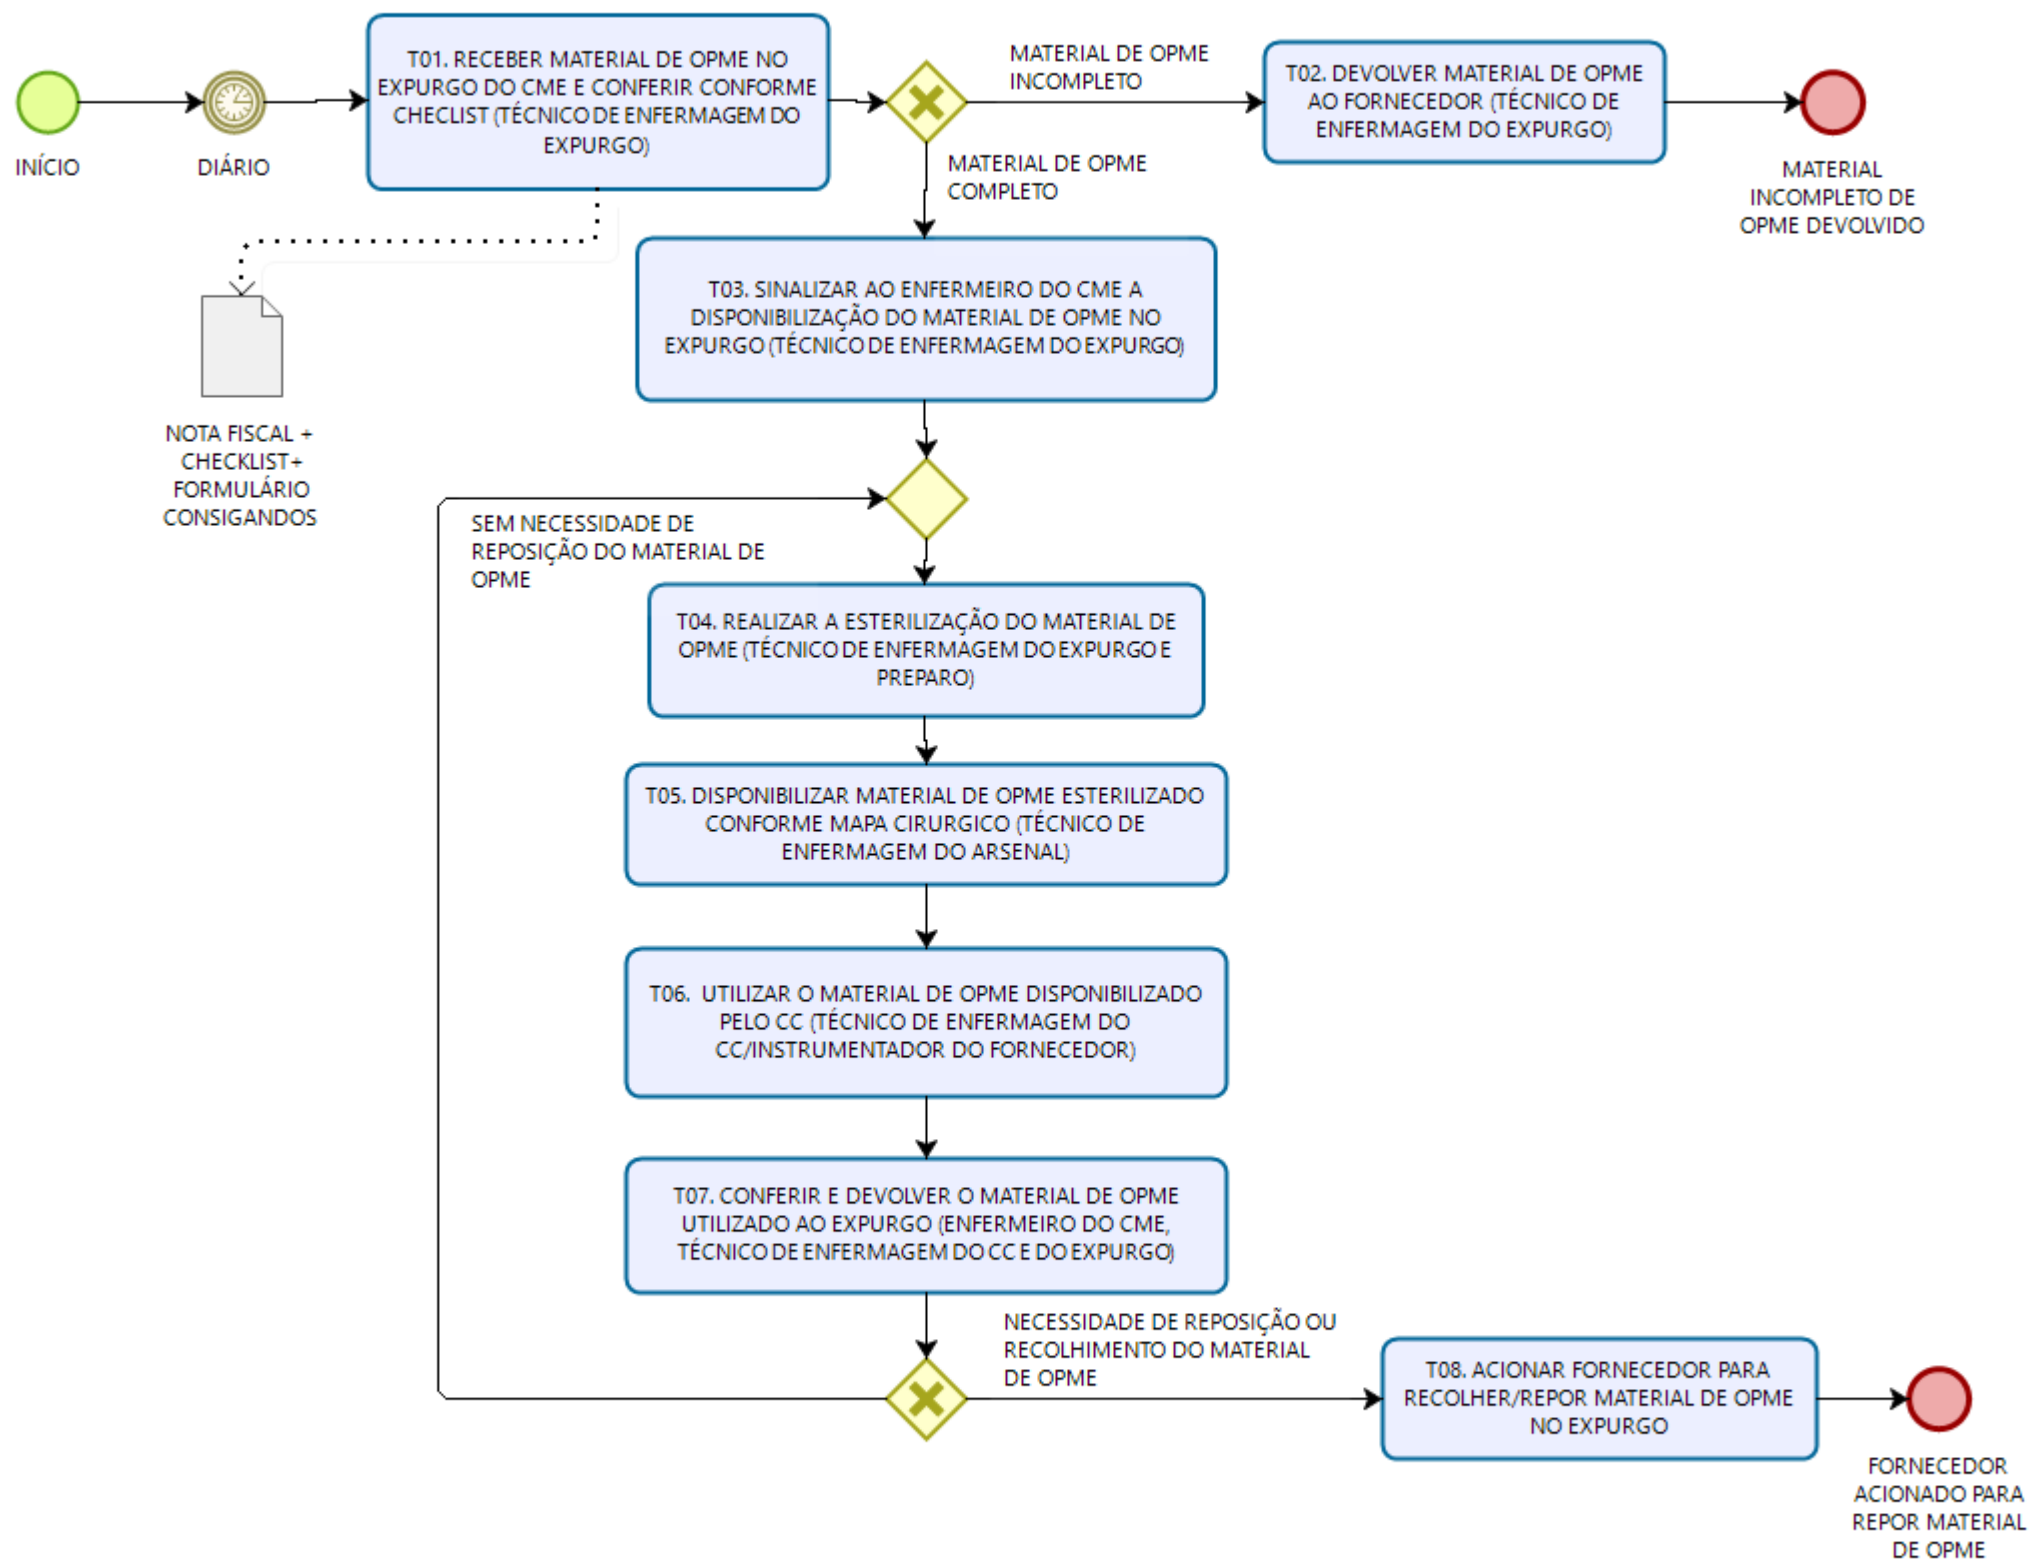 INÍCIO
DIÁRIO
T01. RECEBER MATERIAL DE OPME NO
EXPURGO DO CME E CONFERIR CONFORME
CHECLIST (TÉCNICO DE ENFERMAGEM DO
EXPURGO)
MATERIAL DE OPME
INCOMPLETO
T02. DEVOLVER MATERIAL DE OPME
AO FORNECEDOR (TÉCNICO DE
ENFERMAGEM DO EXPURGO)
MATERIAL
INCOMPLETO DE
OPME DEVOLVIDO
MATERIAL DE OPME
COMPLETO
NOTA FISCAL +
CHECKLIST+
FORMULÁRIO
CONSIGANDOS
T03. SINALIZAR AO ENFERMEIRO DO CME A
DISPONIBILIZAÇÃO DO MATERIAL DE OPME NO
EXPURGO (TÉCNICO DE ENFERMAGEM DO EXPURGO)
SEM NECESSIDADE DE
REPOSIÇÃO DO MATERIAL DE
OPME
T04. REALIZAR A ESTERILIZAÇÃO DO MATERIAL DE
OPME (TÉCNICO DE ENFERMAGEM DO EXPURGO E
PREPARO)
T05. DISPONIBILIZAR MATERIAL DE OPME ESTERILIZADO
CONFORME MAPA CIRURGICO (TÉCNICO DE
ENFERMAGEM DO ARSENAL)
T06. UTILIZAR O MATERIAL DE OPME DISPONIBILIZADO
PELO CC (TÉCNICO DE ENFERMAGEM DO
CC/INSTRUMENTADOR DO FORNECEDOR)
T07. CONFERIR E DEVOLVER O MATERIAL DE OPME
UTILIZADO AO EXPURGO (ENFERMEIRO DO CME,
TÉCNICO DE ENFERMAGEM DO CC E DO EXPURGO)
NECESSIDADE DE REPOSIÇÃO OU
RECOLHIMENTO DO MATERIAL
DE OPME
T08. ACIONAR FORNECEDOR PARA
RECOLHER/REPOR MATERIAL DE OPME
NO EXPURGO
FORNECEDOR
ACIONADO PARA
REPOR MATERIAL
DE OPME